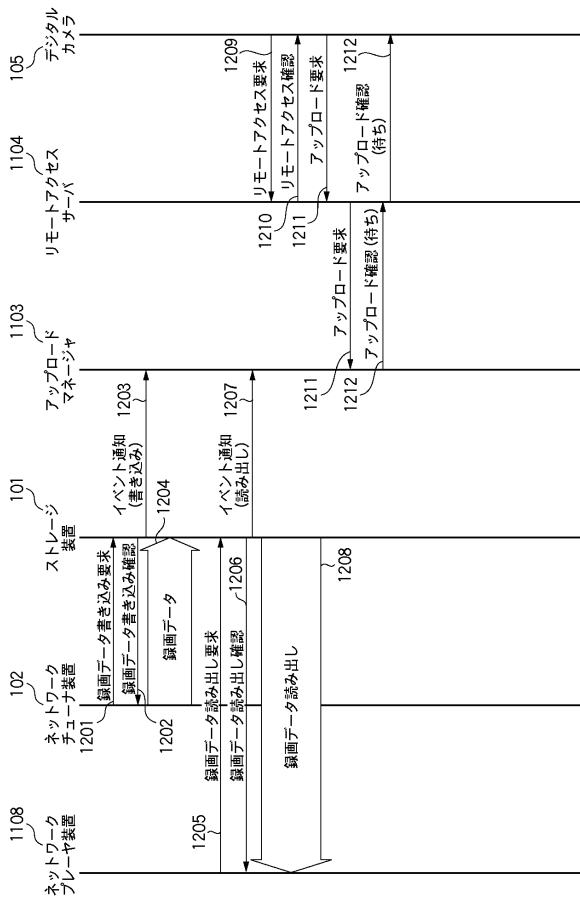 1108
ネットワーク
プレーヤ装置
102
ネットワーク
チューナ装置
101
ストレージ
装置
1103
アップロード
マネージャ
1104
リモートアクセス
サーバ
105
デジタル
カメラ
1201
録画データ書き込み要求
録画データ書き込み確認
1202
イベント通知
(書き込み)
1203
録画データ
1204
1205
録画データ読み出し要求
録画データ読み出し確認
1206
イベント通知
(読み出し)
1207
録画データ読み出し
1208
リモートアクセス要求
1209
リモートアクセス確認
1210
アップロード要求
1211
アップロード要求
1211
アップロード確認(待ち)
1212
アップロード確認
(待ち)
1212